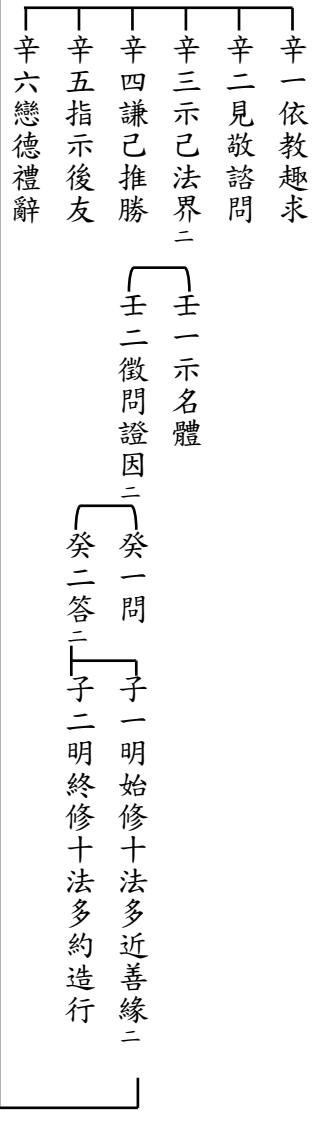 辛一依教趣求
辛二見敬諮問
辛三示己法界二
辛四謙己推勝
辛五指示後友
辛六戀德禮辭
壬一示名體
壬二徵問證因二
癸一問
癸二答二
子一明始修十法多近善緣二
子二明終修十法多約造行